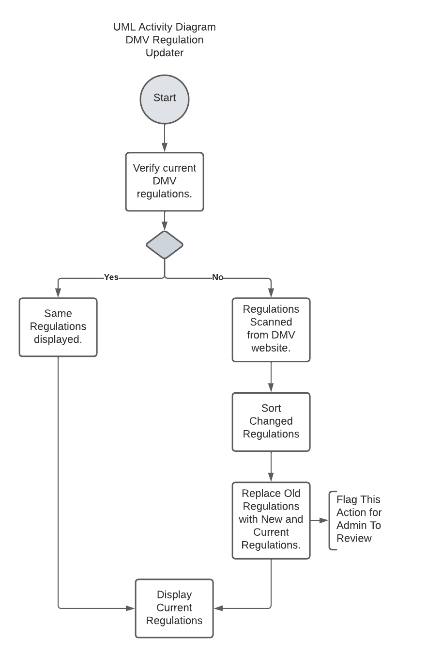 UML Activity Diagram
DMV Regulation
Updater
Start
Verify current
DMV
regulations.
Yes
No
Same
Regulations
displayed.
Regulations
Scanned
from DMV
website.
Sort
Changed
Regulations
Replace Old
Regulations
with New and
Current
Regulations.
Flag This
Action for
Admin To
Review
Display
Current
Regulations